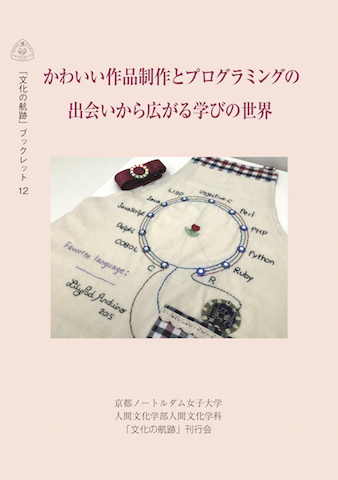 かわいい作品制作とプログラミングの
出会いから広がる学びの世界
「文化の航跡」ブックレット 12
Objective-C
LISP
Perl
Java
PHP
JavaScript
Python
Delphi
Ruby
COBOL
R
C
Favorite language:
LilyPad Arduino
2015
京都ノートルダム女子大学
人間文化学部人間文化学科
「文化の航跡」刊行会